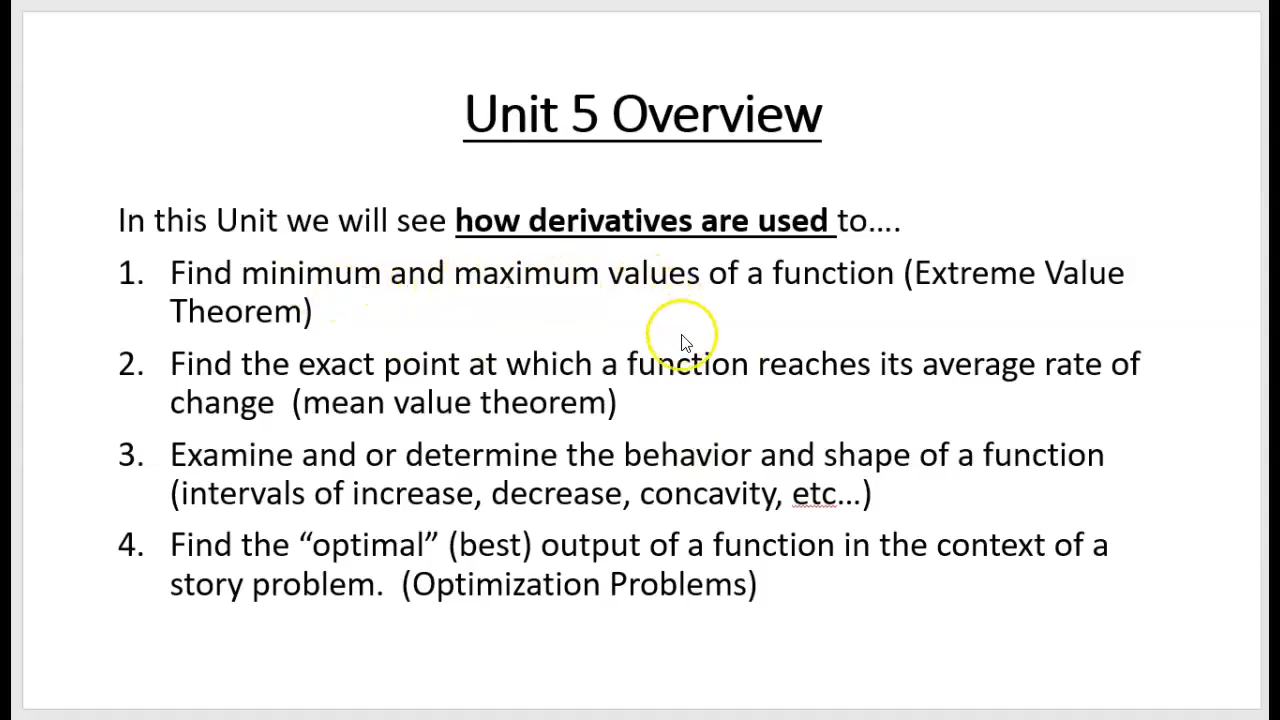 Unit 5 Overview
In this Unit we will see how derivatives are used to….
1. Find minimum and maximum values of a function (Extreme Value
Theorem)
2. Find the exact point at which a function reaches its average rate of
change (mean value theorem)
3. Examine and or determine the behavior and shape of a function
(intervals of increase, decrease, concavity, etc…)
4. Find the “optimal” (best) output of a function in the context of a
story problem. (Optimization Problems)